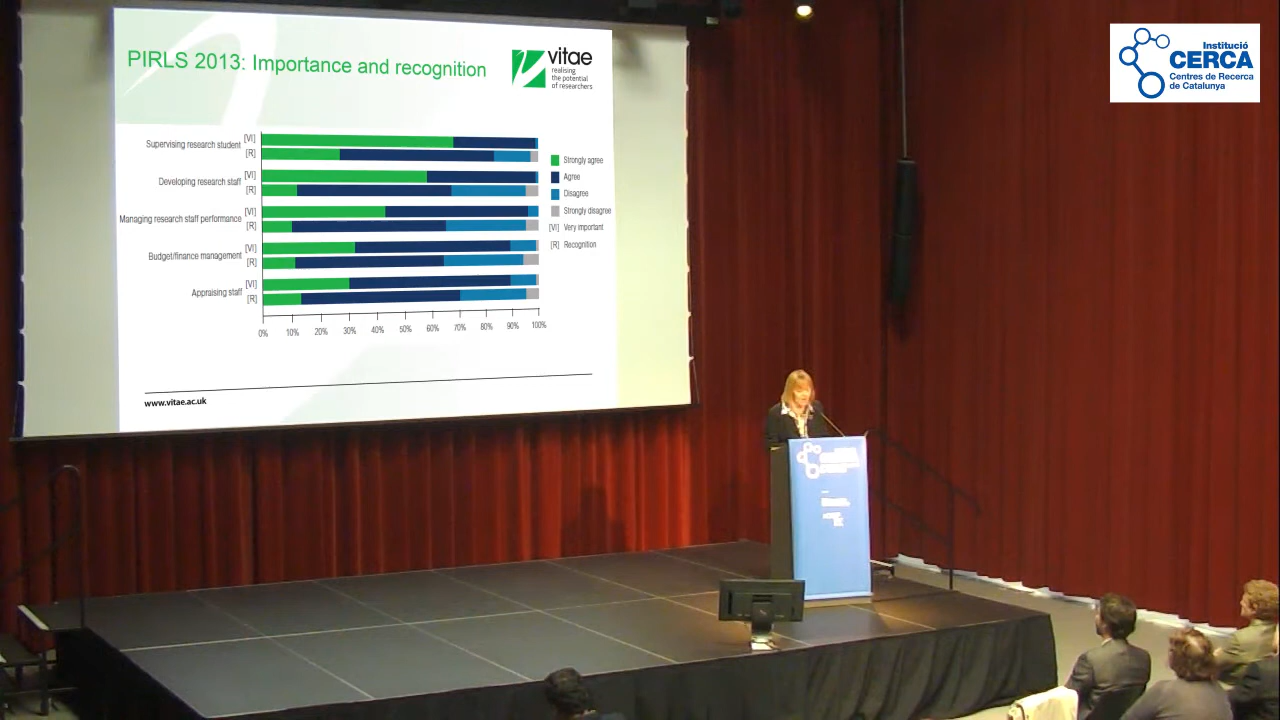 PIRLS 2013: Importance and recognition
vitae
realising
the potential
of researchers
Supervising research student
[VI]
[R]
Developing research staff
[VI]
[R]
Managing research staff performance
[VI]
[R]
Budget/finance management
[VI]
[R]
Appraising staff
[VI]
[R]
0% 10% 20% 30% 40% 50% 60% 70% 80% 90% 100%
Strongly agree
Agree
Disagree
Strongly disagree
[VI] Very important
[R] Recognition
www.vitae.ac.uk
Institució
CERCA
Centres de Recerca
de Catalunya